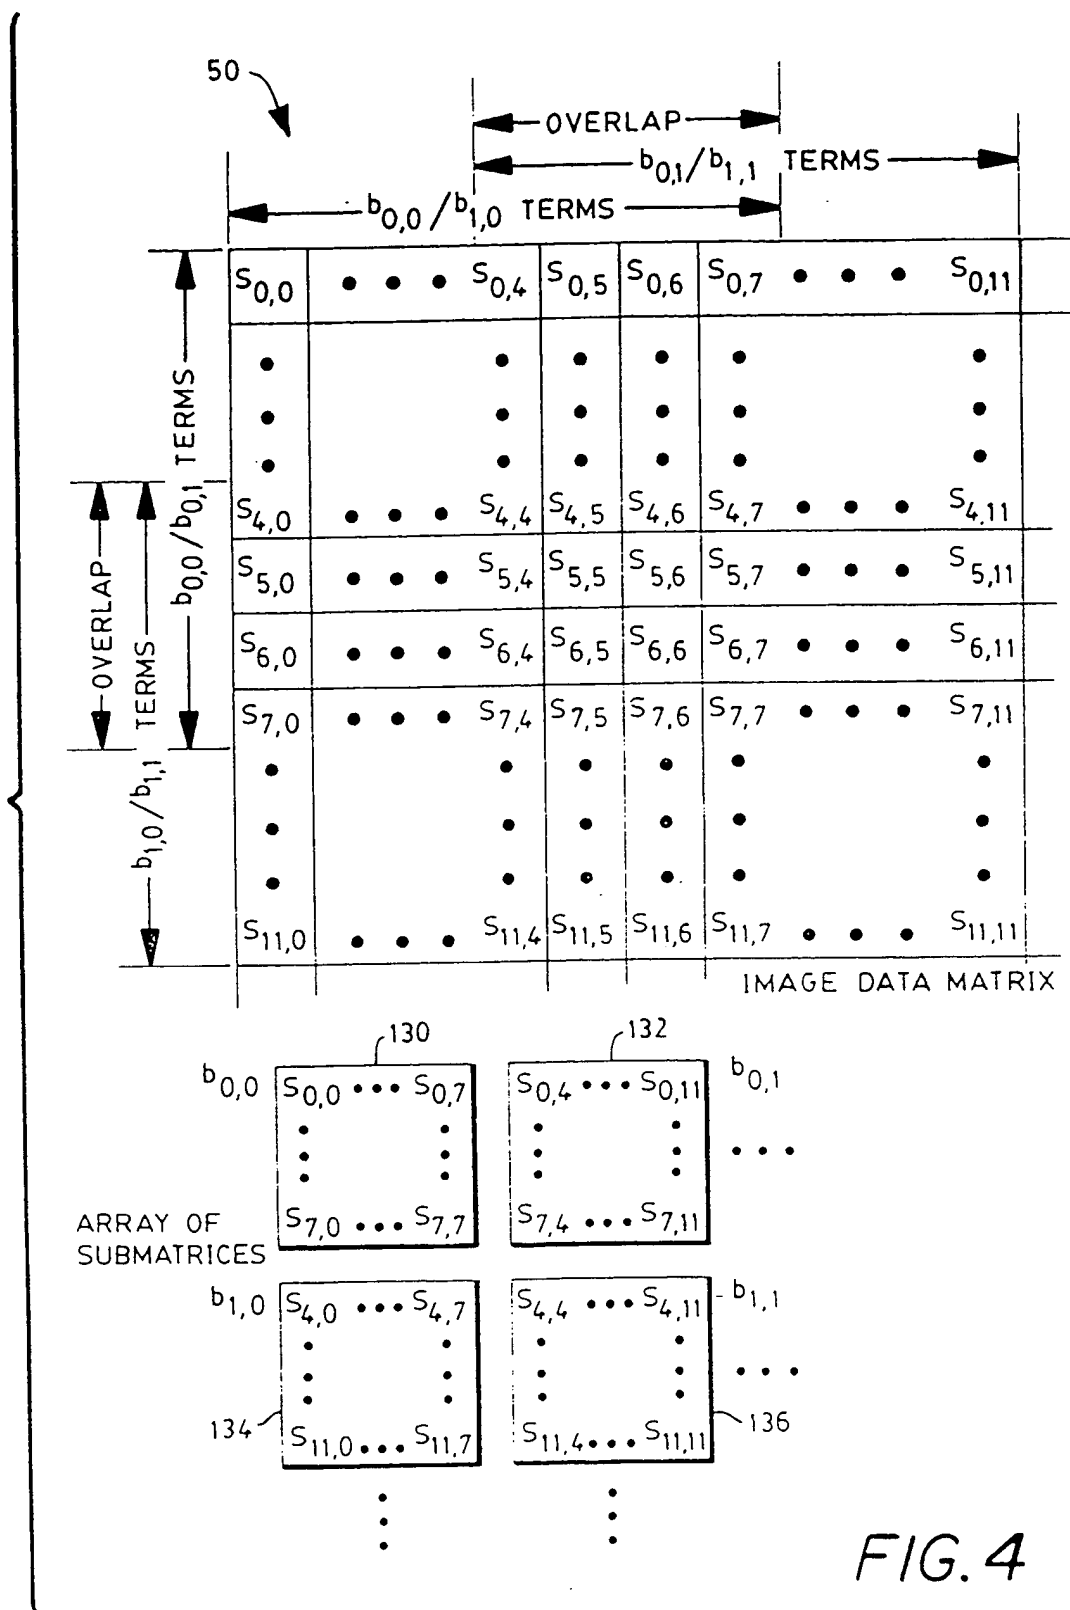 50
OVERLAP
b0,1/b1,1 TERMS
b0,0/b1,0 TERMS
S0,0 • • • S0,4 S0,5 S0,6 S0,7 • • • S0,11
S4,0 • • • S4,4 S4,5 S4,6 S4,7 • • • S4,11
S5,0 • • • S5,4 S5,5 S5,6 S5,7 • • • S5,11
S6,0 • • • S6,4 S6,5 S6,6 S6,7 • • • S6,11
S7,0 • • • S7,4 S7,5 S7,6 S7,7 • • • S7,11
S11,0 • • • S11,4 S11,5 S11,6 S11,7 • • • S11,11
OVERLAP
b1,0/b1,1 TERMS
b0,0/b0,1 TERMS
IMAGE DATA MATRIX
130 132
b0,0 S0,0 • • • S0,7 S0,4 • • • S0,11 b0,1
• • •
S7,0 • • • S7,7 S7,4 • • • S7,11
ARRAY OF
SUBMATRICES
b1,0 S4,0 • • • S4,7 S4,4 • • • S4,11 b1,1
• • •
134 S11,0 • • • S11,7 S11,4 • • • S11,11 136
FIG. 4